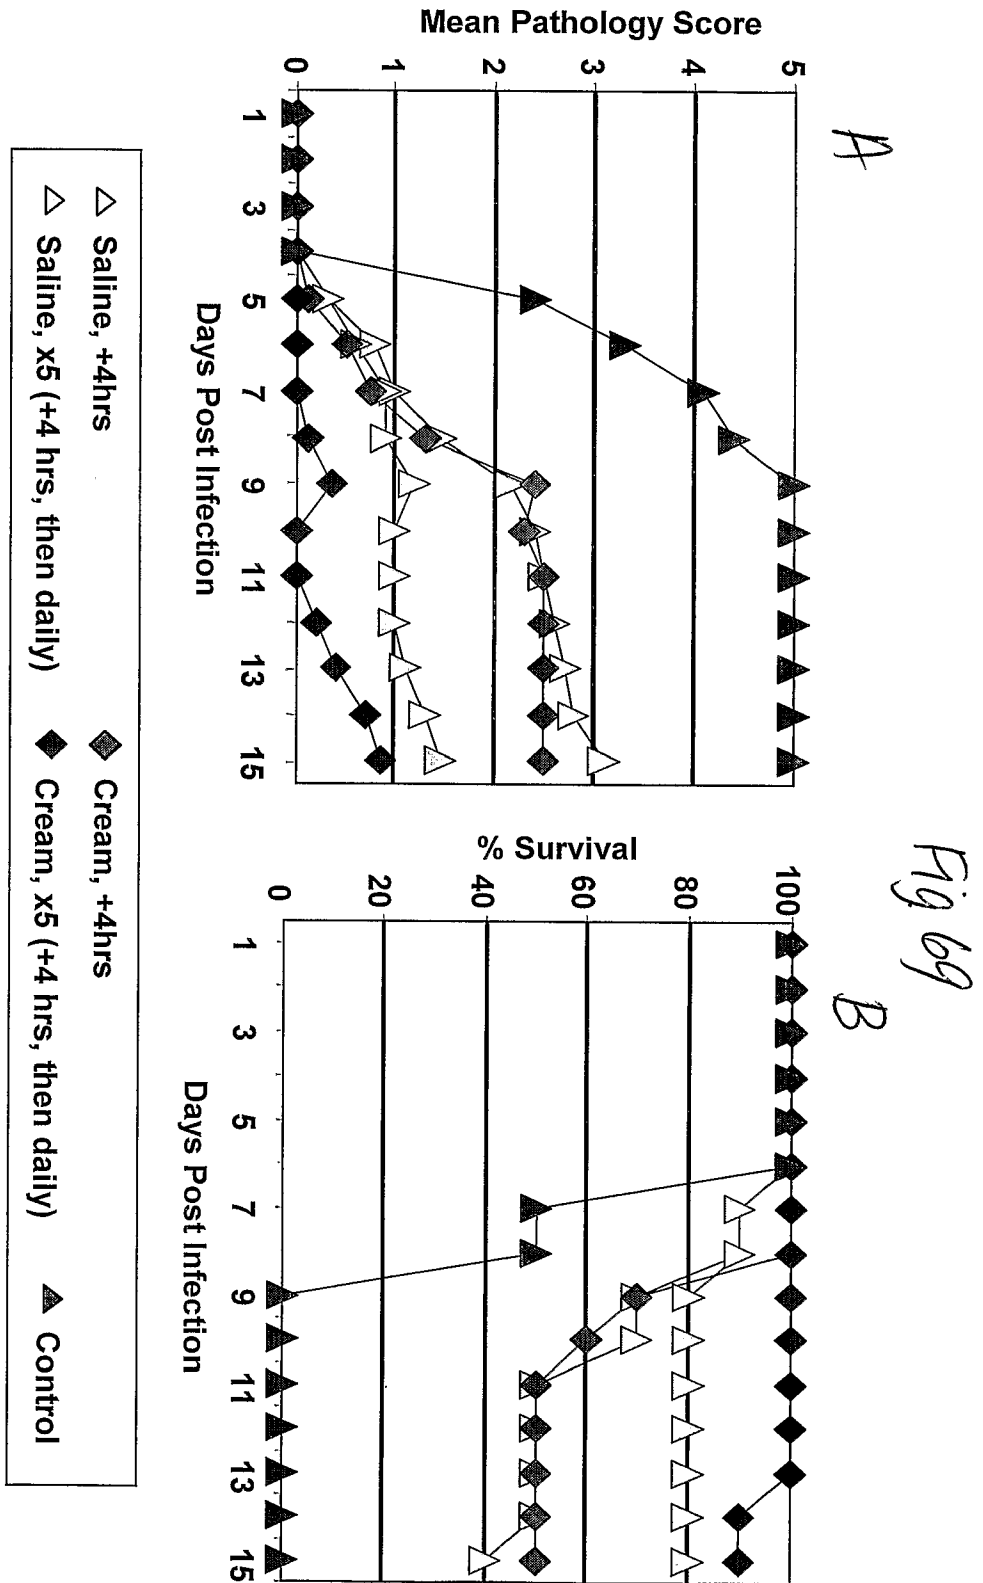 Fig 69
A
Mean Pathology Score
5
4
3
2
1
0
1 3 5 7 9 11 13 15
Days Post Infection
B
% Survival
100
80
60
40
20
0
1 3 5 7 9 11 13 15
Days Post Infection
Saline, +4hrs
Cream, +4hrs
Saline, x5 (+4 hrs, then daily)
Cream, x5 (+4 hrs, then daily)
Control